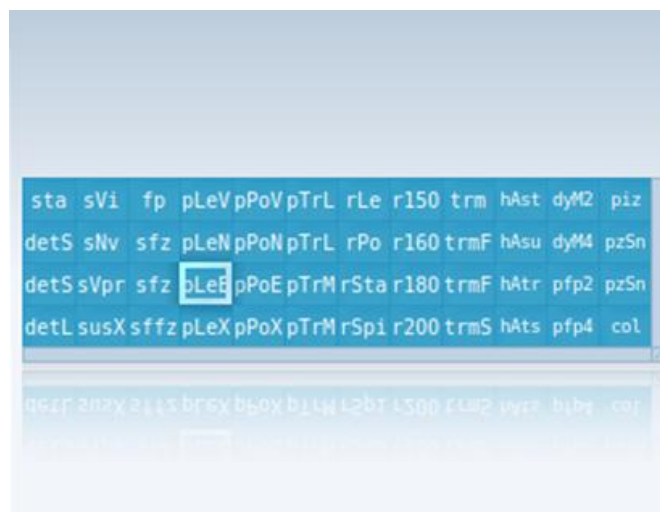 sta sVi fp pLeV pPoV pTrL rLe r150 trm hAst dyM2 piz
detS sNv sfz pLeN pPoN pTrL rPo r160 trmF hAsu dyM4 pzSn
detS sVpr sfz pLeE pPoE pTrM rSta r180 trmF hAtr pfp2 pzSn
detL susX sffz pLeX pPoX pTrM rSpi r200 trmS hAts pfp4 col